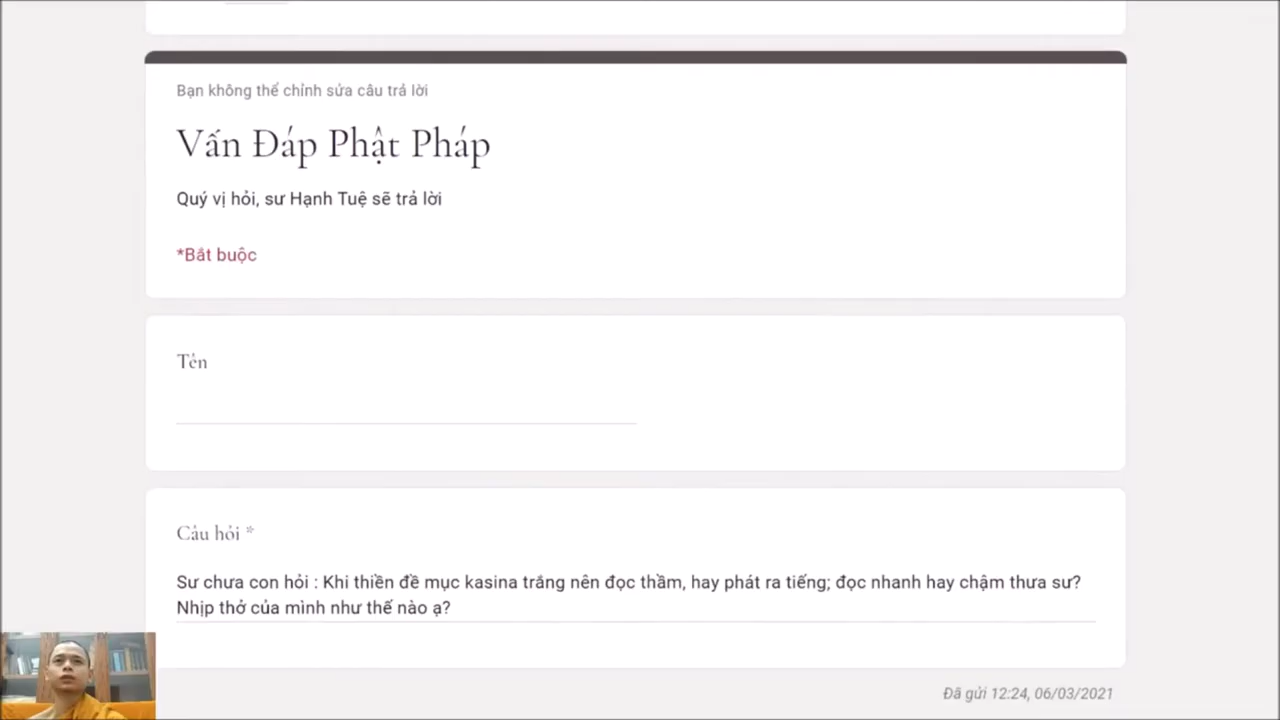 Bạn không thể chỉnh sửa câu trả lời
Vấn Đáp Phật Pháp
Quý vị hỏi, sư Hạnh Tuệ sẽ trả lời
*Bắt buộc
Tên
Câu hỏi *
Sư chưa con hỏi : Khi thiền đề mục kasina trắng nên đọc thầm, hay phát ra tiếng; đọc nhanh hay chậm thưa sư?
Nhịp thở của mình như thế nào ạ?
Đã gửi 12:24, 06/03/2021